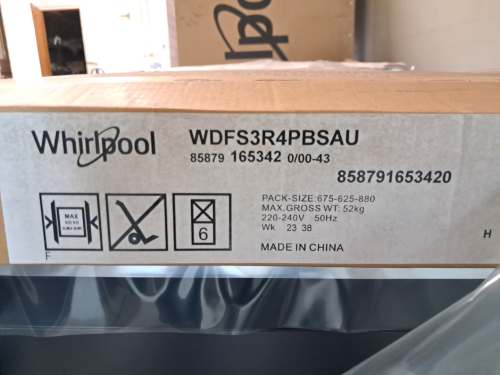 Whirlpool
WDFS3R4PBSAU
85879 165342 0/00-43
858791653420
PACK-SIZE:675-625-880
MAX.GROSS WT: 52kg
220-240V 50Hz
Wk 23 38
MADE IN CHINA
MAX
6
F
H